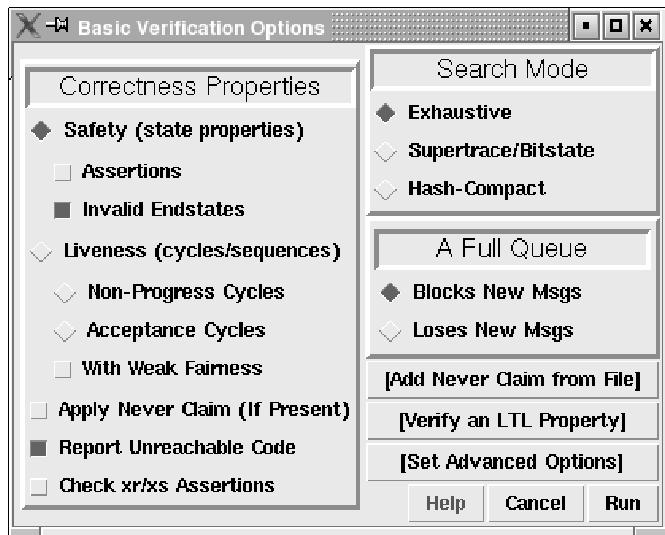 Basic Verification Options
Correctness Properties
Safety (state properties)
Assertions
Invalid Endstates
Liveness (cycles/sequences)
Non-Progress Cycles
Acceptance Cycles
With Weak Fairness
Apply Never Claim (If Present)
Report Unreachable Code
Check xr/xs Assertions
Search Mode
Exhaustive
Supertrace/Bitstate
Hash-Compact
A Full Queue
Blocks New Msgs
Loses New Msgs
[Add Never Claim from File]
[Verify an LTL Property]
[Set Advanced Options]
Help Cancel Run